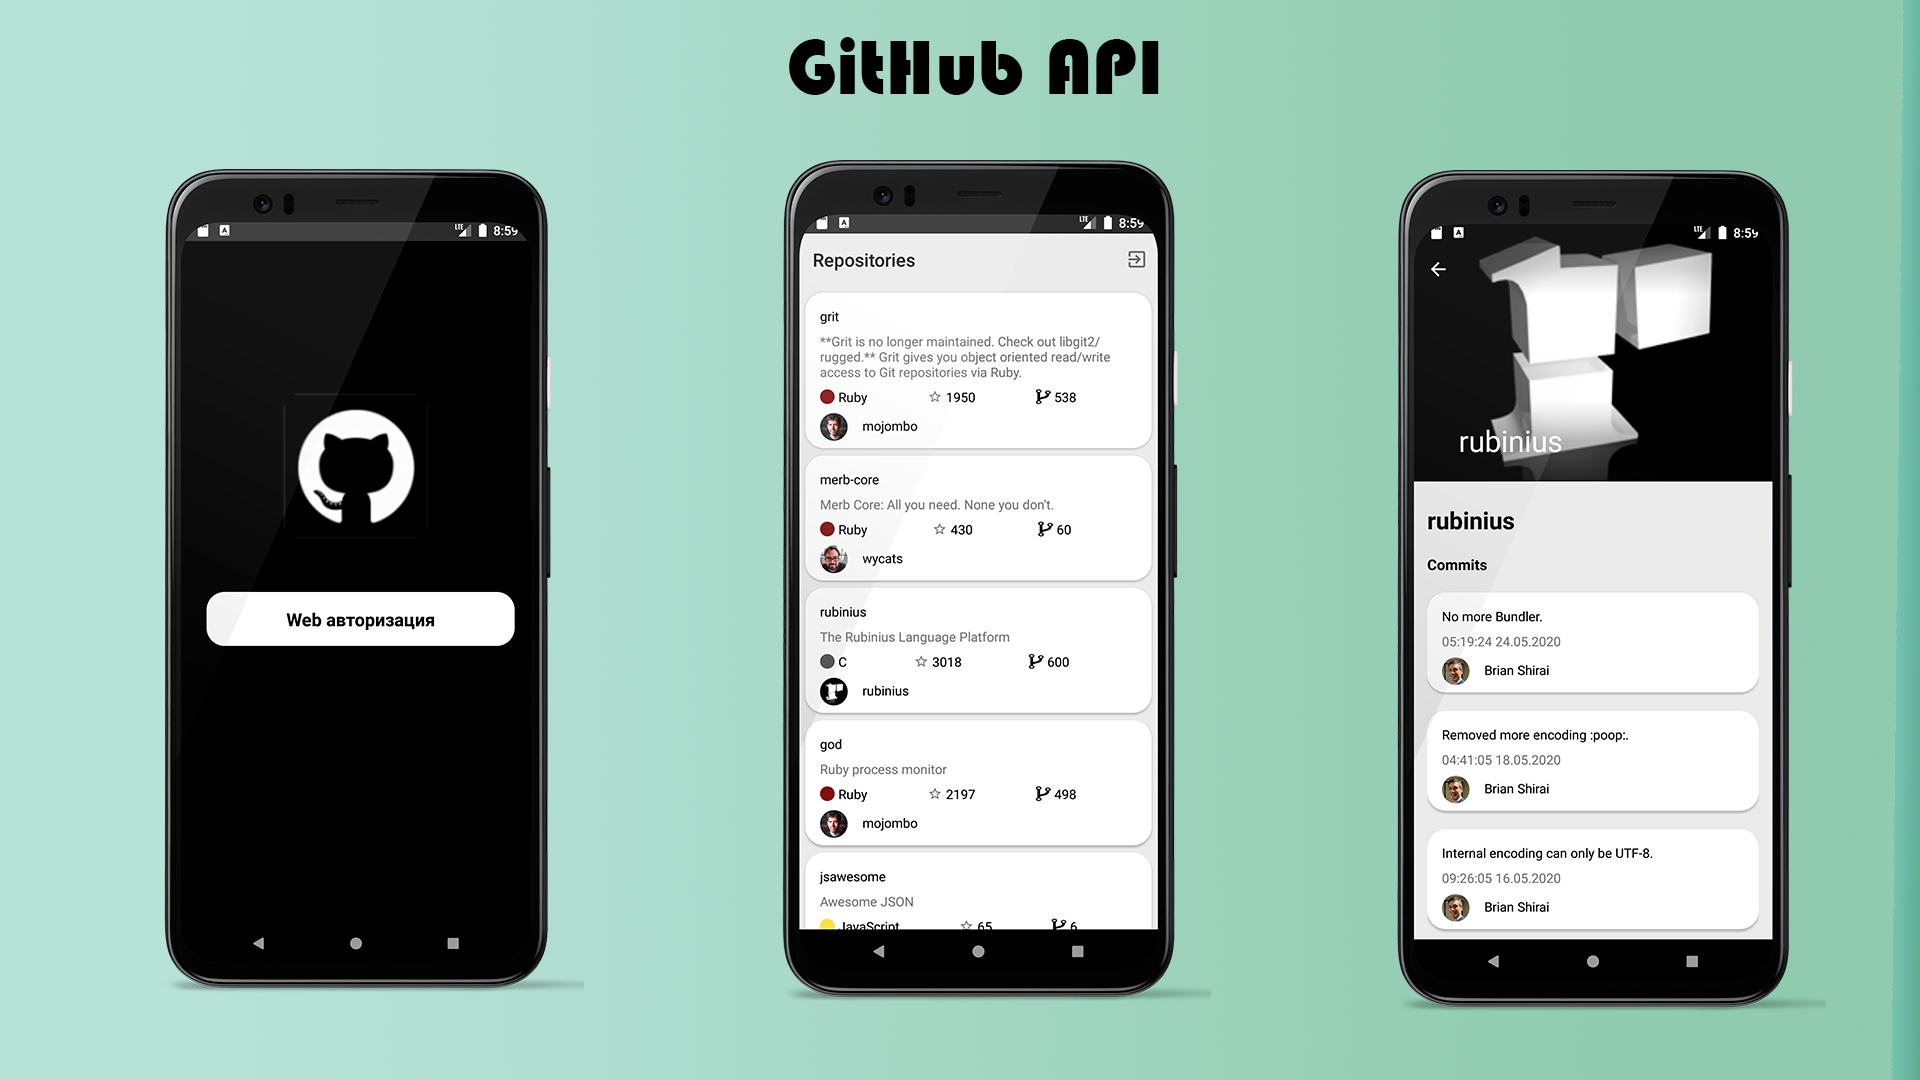 GitHub API
LTE 8:59
Web авторизация
LTE 8:59
Repositories
grit
**Grit is no longer maintained. Check out libgit2/
rugged.** Grit gives you object oriented read/write
access to Git repositories via Ruby.
Ruby 1950 538
mojombo
merb-core
Merb Core: All you need. None you don't.
Ruby 430 60
wycats
rubinius
The Rubinius Language Platform
C 3018 600
rubinius
god
Ruby process monitor
Ruby 2197 498
mojombo
jsawesome
Awesome JSON
JavaScript 65 6
LTE 8:59
rubinius
rubinius
Commits
No more Bundler.
05:19:24 24.05.2020
Brian Shirai
Removed more encoding :poop:.
04:41:05 18.05.2020
Brian Shirai
Internal encoding can only be UTF-8.
09:26:05 16.05.2020
Brian Shirai